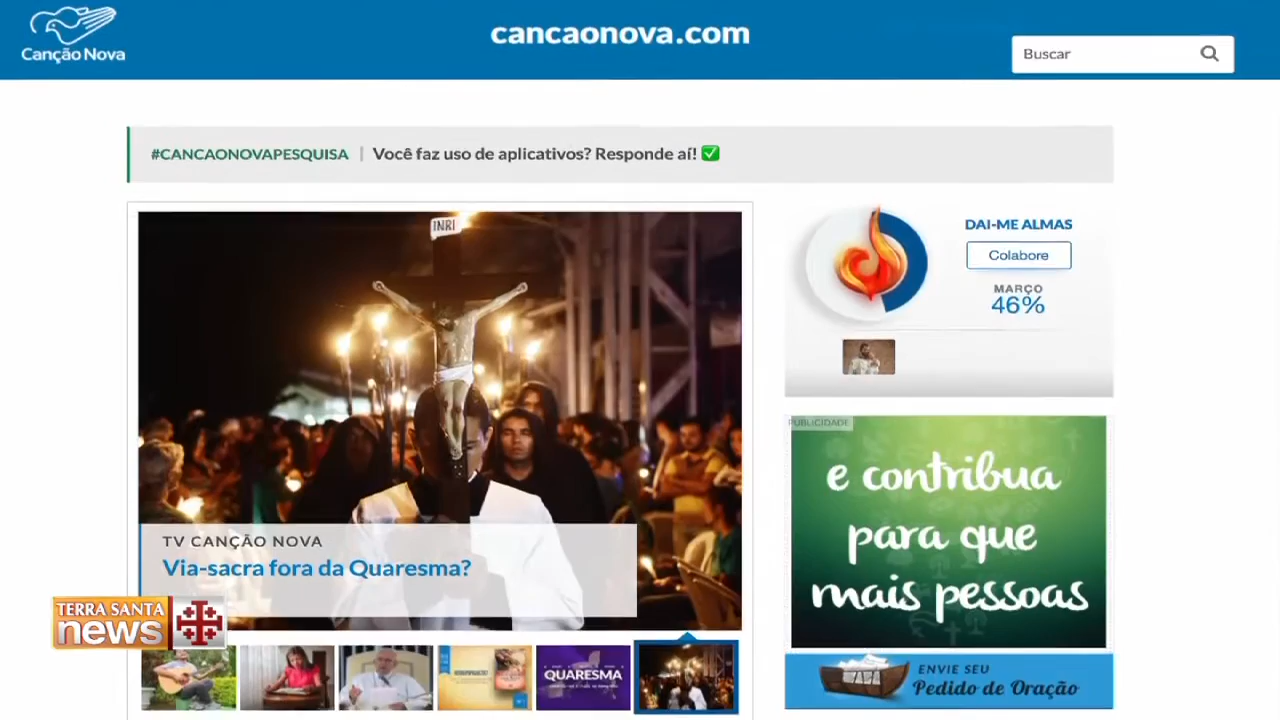 Canção Nova
cancaonova.com
Buscar
#CANCAONOVAPESQUISA | Você faz uso de aplicativos? Responde aí! ✅
INRI
DAI-ME ALMAS
Colabore
MARÇO
46%
PUBLICIDADE
e contribua
para que
mais pessoas
TV CANÇÃO NOVA
Via-sacra fora da Quaresma?
TERRA SANTA
news
QUARESMA
ENVIE SEU
Pedido de Oração